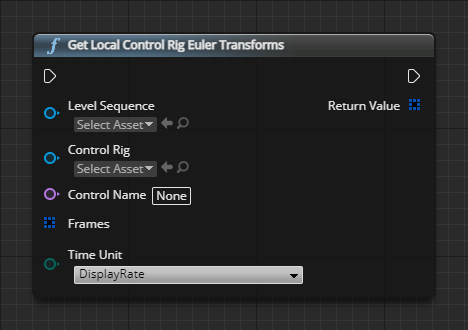 f Get Local Control Rig Euler Transforms
Level Sequence Return Value
Select Asset
Control Rig
Select Asset
Control Name None
Frames
Time Unit
DisplayRate